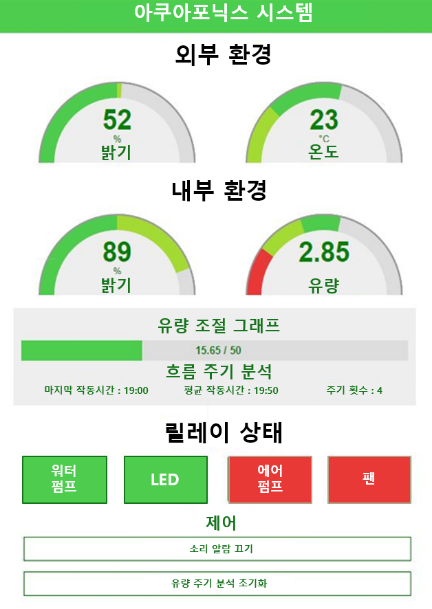 아쿠아포닉스 시스템
외부 환경
52
%
밝기
23
°C
온도
내부 환경
89
%
밝기
2.85
유량
유량 조절 그래프
15.65 / 50
흐름 주기 분석
마지막 작동시간 : 19:00 평균 작동시간 : 19:50 주기 횟수 : 4
릴레이 상태
워터
펌프
LED
에어
펌프
팬
제어
소리 알람 끄기
유량 주기 분석 초기화